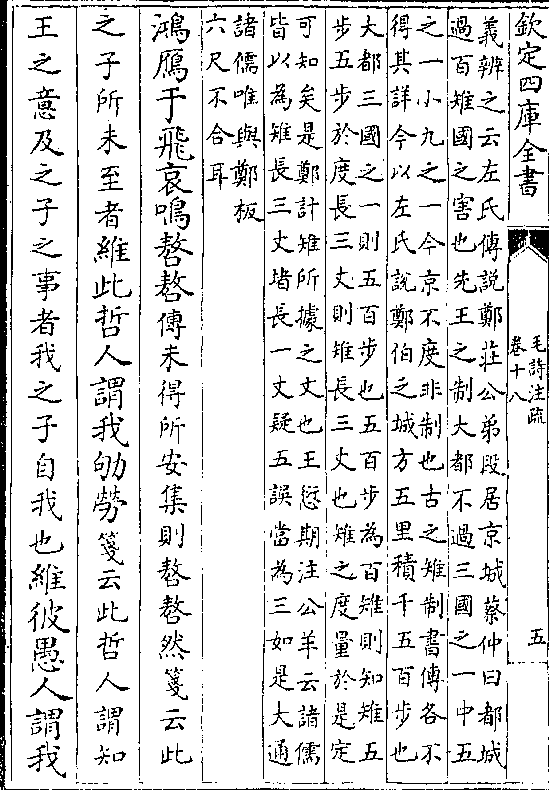 欽定四庫全書
毛詩注疏
卷十八
五
義辨之云左氏傳説鄭莊公弟段居京城蔡仲曰都城
過百雉國之害也先王之制大都不過三國之一中五
之一小九之一今京不度非制也古之雉制書傳各不
得其詳今以左氏說鄭伯之城方五里積千五百步也
大都三國之一則五百步也五百步為百雉則知雉五
步五步於度長三丈則雉長三丈也雉之度量於是定
可知矣是鄭計雉所據之文也王愆期注公羊云諸儒
皆以為雉長三丈堵長一丈疑五誤當為三如是大通
諸儒唯與鄭板
六尺不合耳
鴻鴈于飛哀鳴嗸嗸傳未得所安集則嗸嗸然箋云此
之子所未至者維此哲人謂我劬勞箋云此哲人謂知
王之意及之子之事者我之子自我也維彼愚人謂我